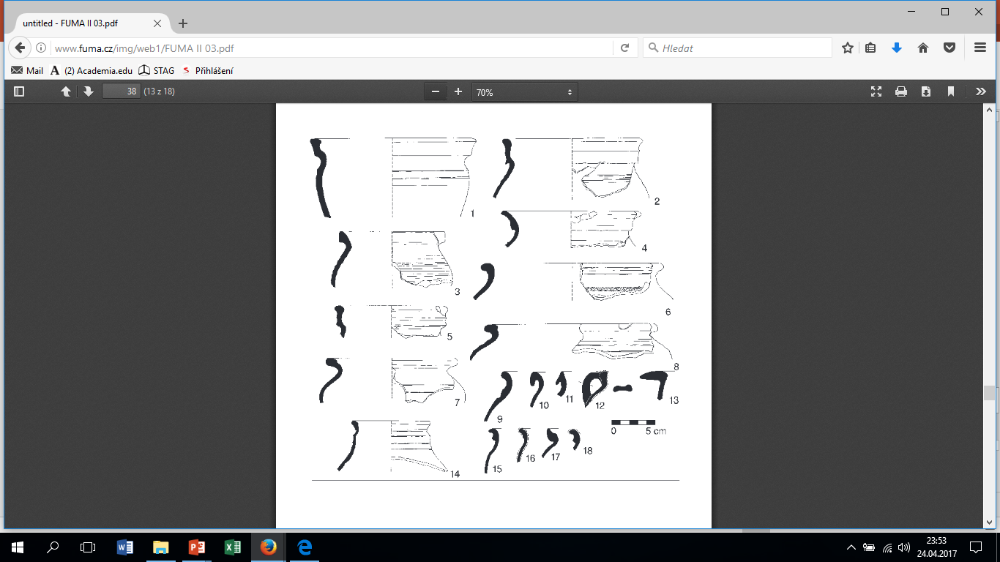 untitled - FUMA II 03.pdf
www.fuma.cz/img/web1/FUMA II 03.pdf
Hledat
Mail
(2) Academia.edu
STAG
Přihlášení
38
(13 z 18)
70%
1
2
3
4
5
6
7
8
9
10
11
12
13
0 5 cm
14
15
16
17
18
23:53
24.04.2017